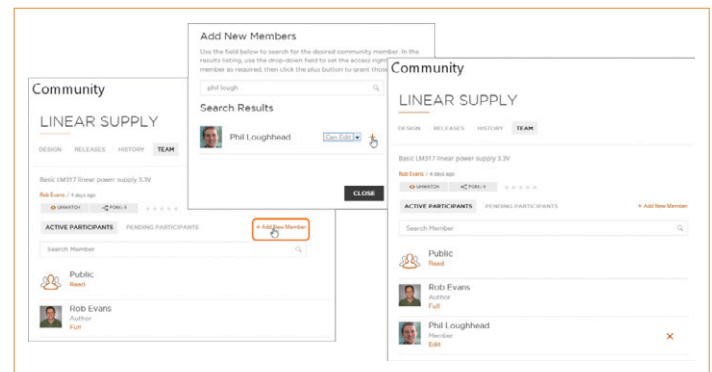 Community
LINEAR SUPPLY
DESIGN RELEASES HISTORY TEAM
Basic LM317 linear power supply 3.3V
Rob Evans / 4 days ago
UNWATCH
ACTIVE PARTICIPANTS PENDING PARTICIPANTS + Add New Member
Search Member
Public
Read
Rob Evans
Author
Full
Add New Members
Use the field below to search for the desired community member. In the
results listing, use the drop-down field to set the access righ
member as required, then click the plus button to grant those
phil lough
Search Results
Phil Loughhead Can Edit +
CLOSE
Community
LINEAR SUPPLY
DESIGN RELEASES HISTORY TEAM
Basic LM317 linear power supply 3.3V
Rob Evans / 4 days ago
UNWATCH
ACTIVE PARTICIPANTS PENDING PARTICIPANTS + Add New Member
Search Member
Public
Read
Rob Evans
Author
Full
Phil Loughhead
Member
Edit